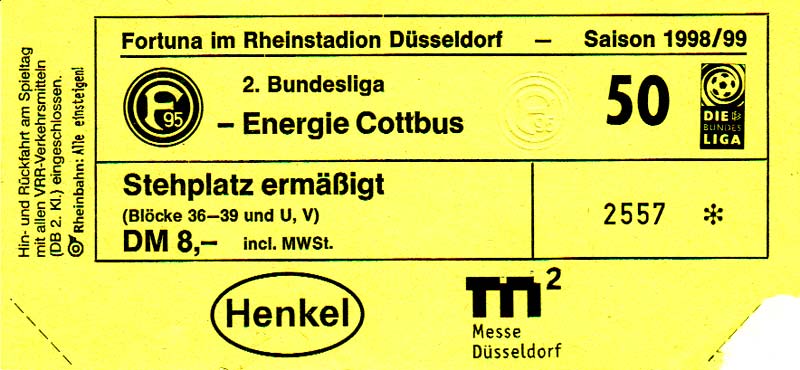 Hin- und Rückfahrt am Spieltag
mit allen VRR-Verkehrsmitteln
(DB 2. Kl.) eingeschlossen.
Rheinbahn: Alle einsteigen!
Fortuna im Rheinstadion Düsseldorf — Saison 1998/99
F95
2. Bundesliga
– Energie Cottbus
F95
50
DIE
BUNDES
LIGA
Stehplatz ermäßigt
(Blöcke 36–39 und U, V)
DM 8,– incl. MWSt.
2557 *
Henkel
m²
Messe
Düsseldorf